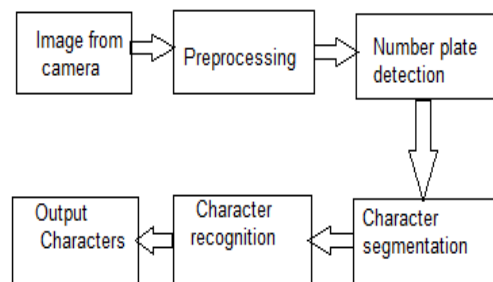 Image from
camera
Preprocessing
Number plate
detection
Character
segmentation
Character
recognition
Output
Characters